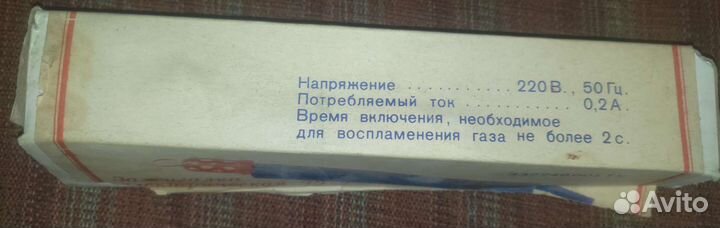 Напряжение . . . . . . . . . . . 220 В. , 50 Гц.
Потребляемый ток . . . . . . . . . . . 0,2 А.
Время включения, необходимое
для воспламенения газа не более 2 с.
Avito